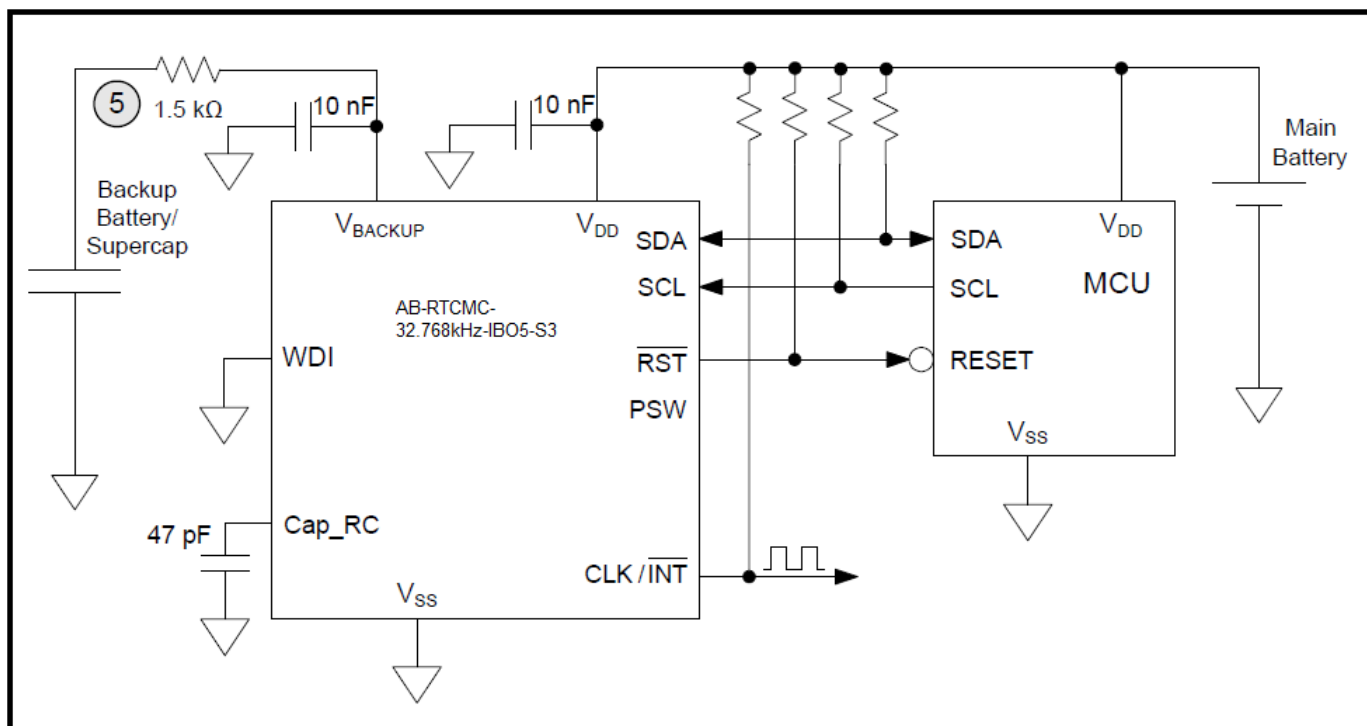 5
1.5 kΩ
10 nF
10 nF
Main
Battery
Backup
Battery/
Supercap
VBACKUP
VDD
SDA
SCL
AB-RTCMC-
32.768kHz-IBO5-S3
WDI
RST
PSW
47 pF
Cap_RC
CLK/INT
VSS
VDD
SDA
MCU
SCL
RESET
VSS